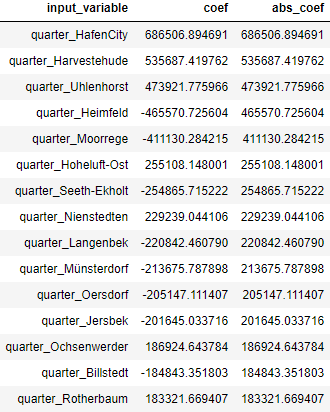 input_variable coef abs_coef
quarter_HafenCity 686506.894691 686506.894691
quarter_Harvestehude 535687.419762 535687.419762
quarter_Uhlenhorst 473921.775966 473921.775966
quarter_Heimfeld -465570.725604 465570.725604
quarter_Moorrege -411130.284215 411130.284215
quarter_Hoheluft-Ost 255108.148001 255108.148001
quarter_Seeth-Ekholt -254865.715222 254865.715222
quarter_Nienstedten 229239.044106 229239.044106
quarter_Langenbek -220842.460790 220842.460790
quarter_Münsterdorf -213675.787898 213675.787898
quarter_Oersdorf -205147.111407 205147.111407
quarter_Jersbek -201645.033716 201645.033716
quarter_Ochsenwerder 186924.643784 186924.643784
quarter_Billstedt -184843.351803 184843.351803
quarter_Rotherbaum 183321.669407 183321.669407